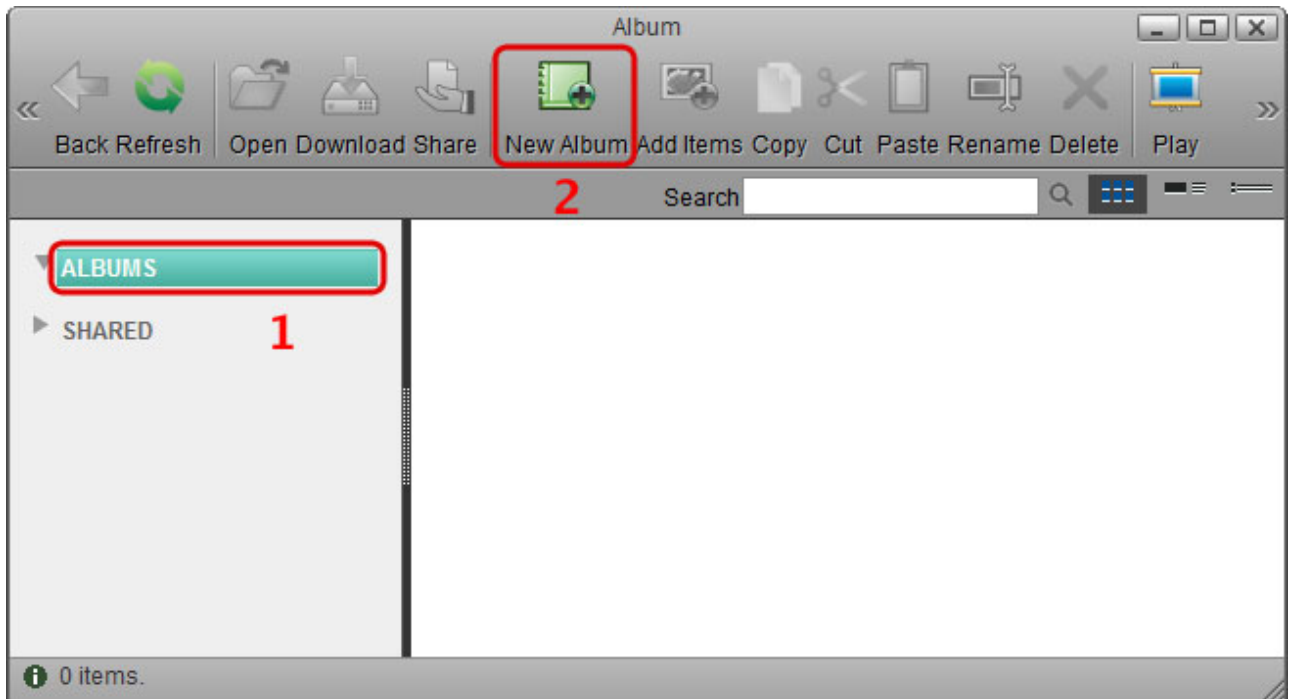 Album
Back Refresh Open Download Share New Album Add Items Copy Cut Paste Rename Delete Play
2
Search
ALBUMS
SHARED
1
0 items.